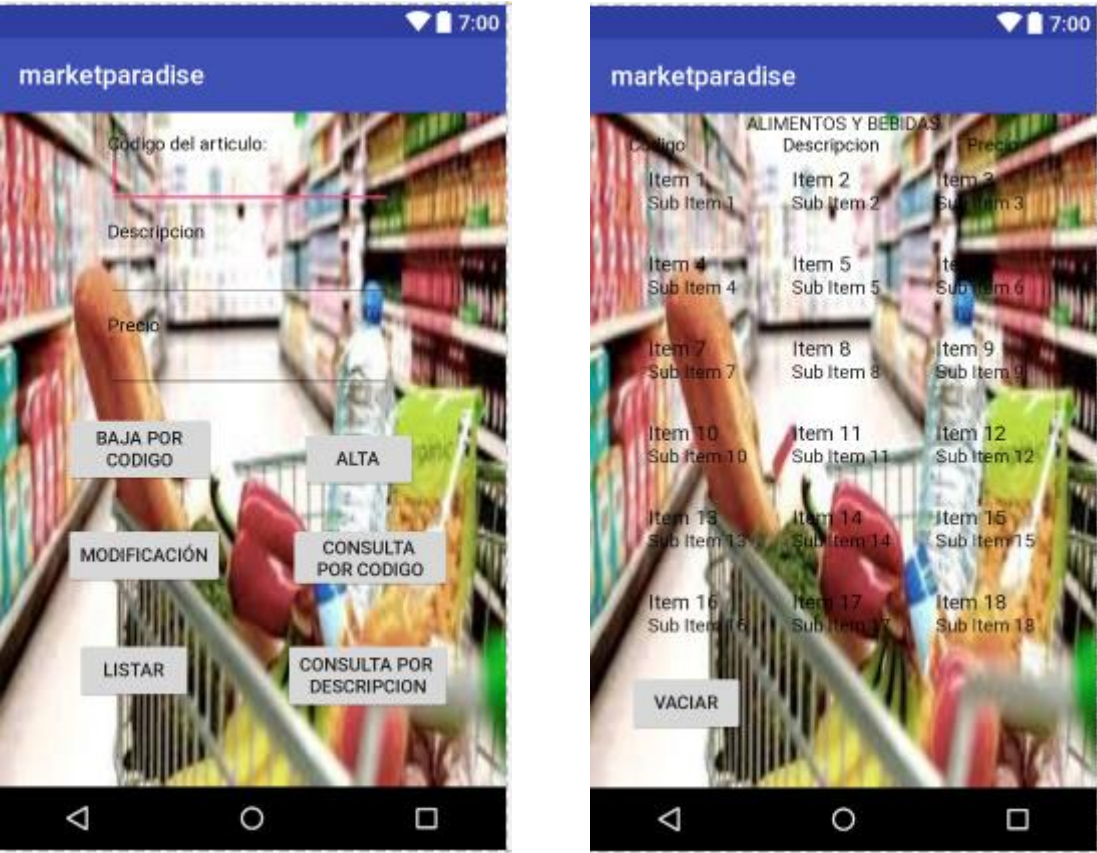 7:00
marketparadise
Codigo del articulo:
Descripcion
Precio
BAJA POR
CODIGO
ALTA
MODIFICACIÓN
CONSULTA
POR CODIGO
LISTAR
CONSULTA POR
DESCRIPCION
7:00
marketparadise
ALIMENTOS Y BEBIDAS
Codigo Descripcion Precio
Item 1 Item 2 Item 3
Sub Item 1 Sub Item 2 Sub Item 3
Item 4 Item 5 Item
Sub Item 4 Sub Item 5 Sub Item 6
Item 7 Item 8 Item 9
Sub Item 7 Sub Item 8 Sub Item 9
Item 10 Item 11 Item 12
Sub Item 10 Sub Item 11 Sub Item 12
Item 13 Item 14 Item 15
Sub Item 13 Sub Item 14 Sub Item 15
Item 16 Item 17 Item 18
Sub Item 16 Sub Item 17 Sub Item 18
VACIAR